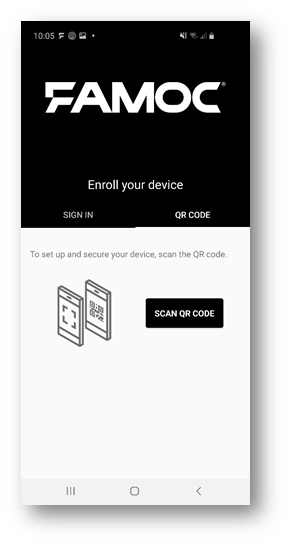 10:05
FAMOC®
Enroll your device
SIGN IN
QR CODE
To set up and secure your device, scan the QR code.
SCAN QR CODE